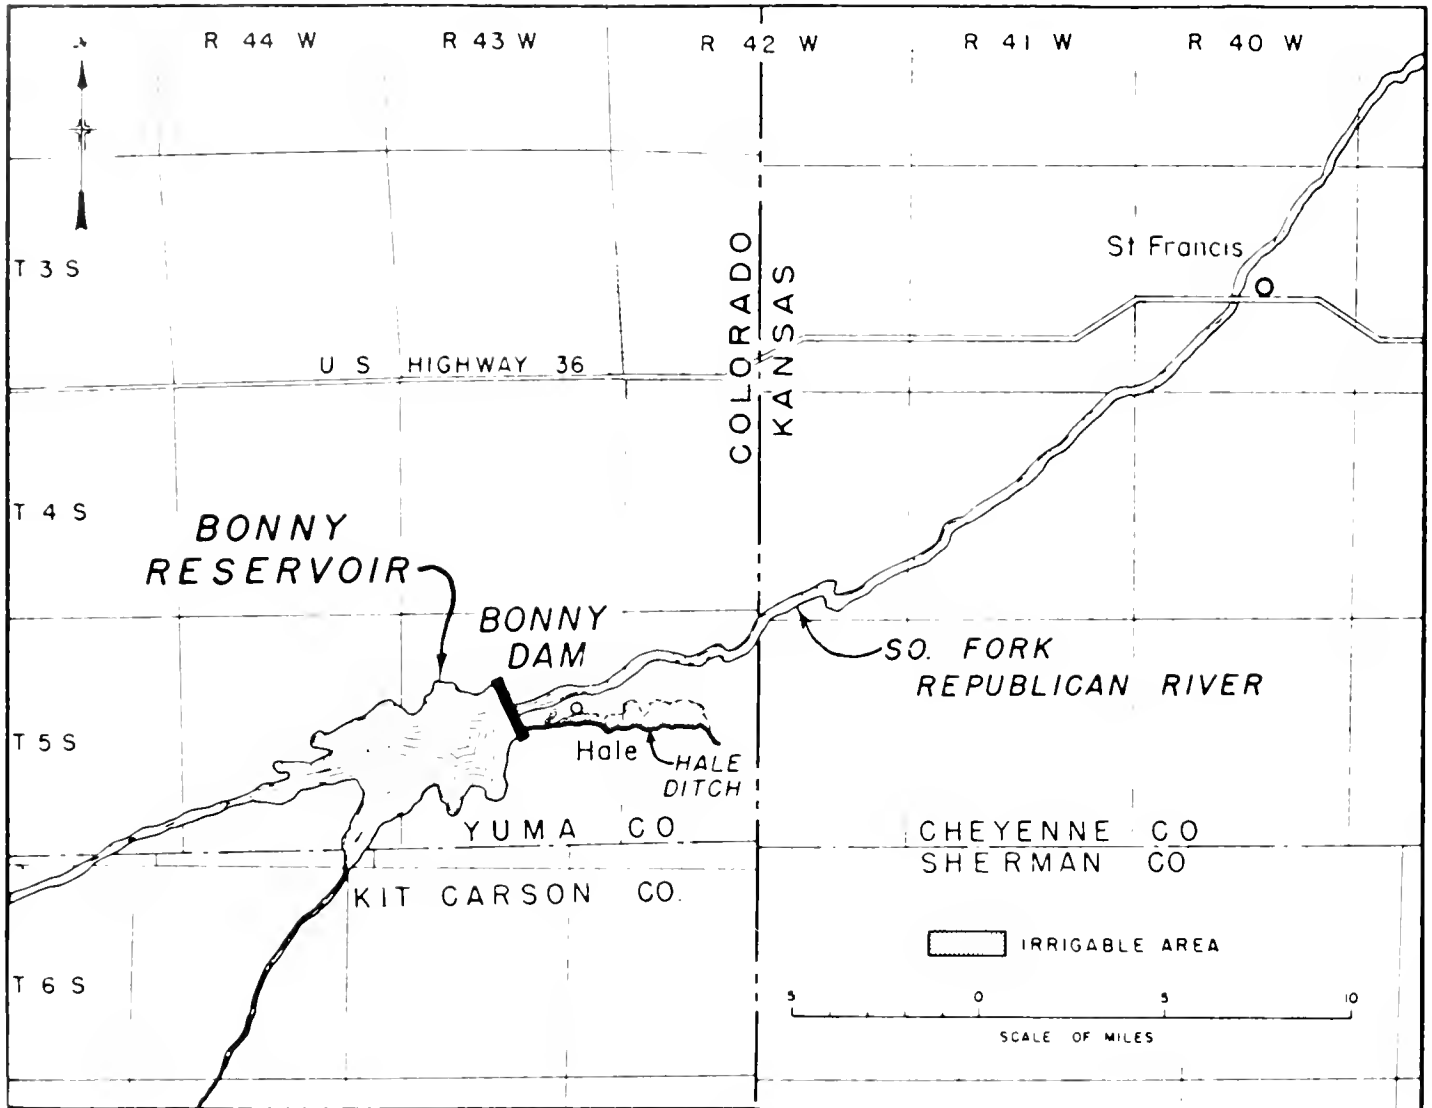 R 44 W
R 43 W
R 42 W
R 41 W
R 40 W
T 3 S
St Francis
COLORADO
KANSAS
U S HIGHWAY 36
T 4 S
BONNY
RESERVOIR
BONNY
DAM
SO. FORK
REPUBLICAN RIVER
T 5 S
Hale
HALE
DITCH
YUMA CO
KIT CARSON CO.
CHEYENNE CO
SHERMAN CO
IRRIGABLE AREA
T 6 S
5 0 5 10
SCALE OF MILES